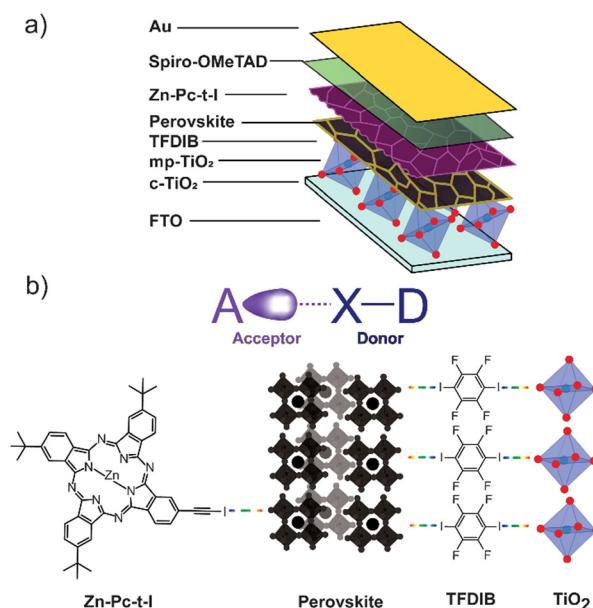 a)
Au
Spiro-OMeTAD
Zn-Pc-t-I
Perovskite
TFDIB
mp-TiO₂
c-TiO₂
FTO
b)
A X—D
Acceptor Donor
F F F F
I I
F F F F
I I
F F F F
I I
N N N N N N N N
Zn
I
Zn-Pc-t-I Perovskite TFDIB TiO₂